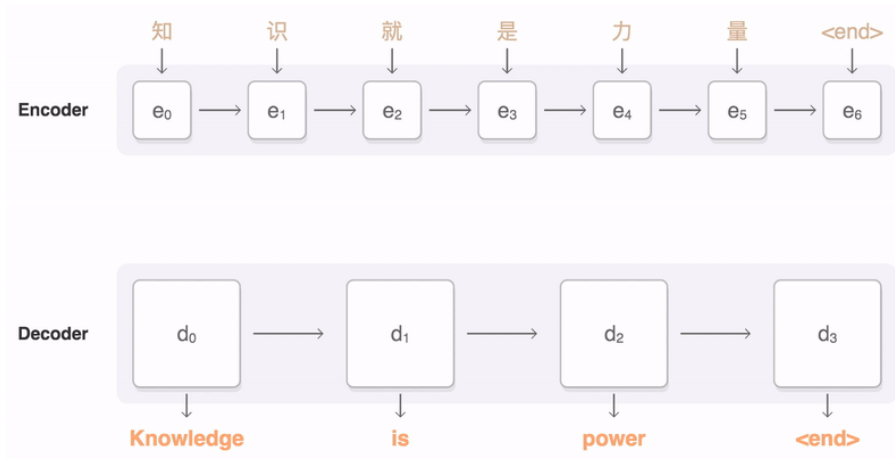 知 识 就 是 力 量 <end>
Encoder e₀ e₁ e₂ e₃ e₄ e₅ e₆
Decoder d₀ d₁ d₂ d₃
Knowledge is power <end>